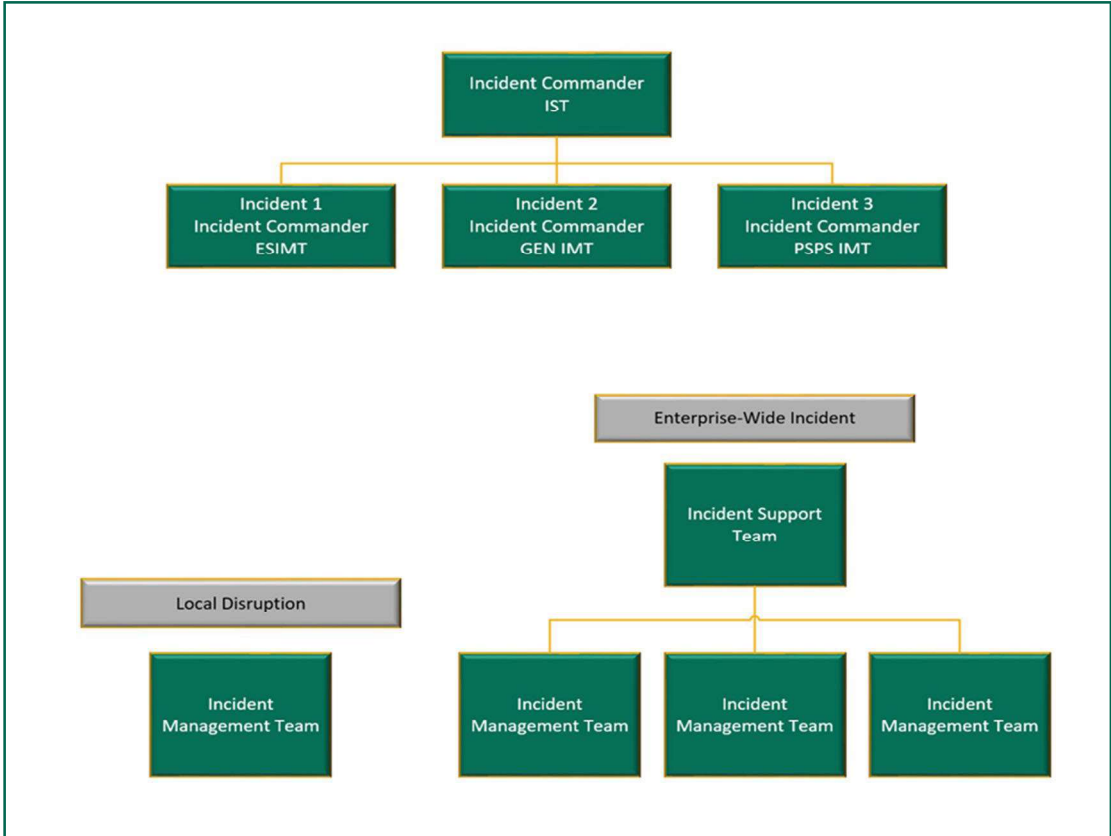 Incident Commander
IST
Incident 1
Incident Commander
ESIMT
Incident 2
Incident Commander
GEN IMT
Incident 3
Incident Commander
PSPS IMT
Enterprise-Wide Incident
Incident Support
Team
Local Disruption
Incident
Management Team
Incident
Management Team
Incident
Management Team
Incident
Management Team